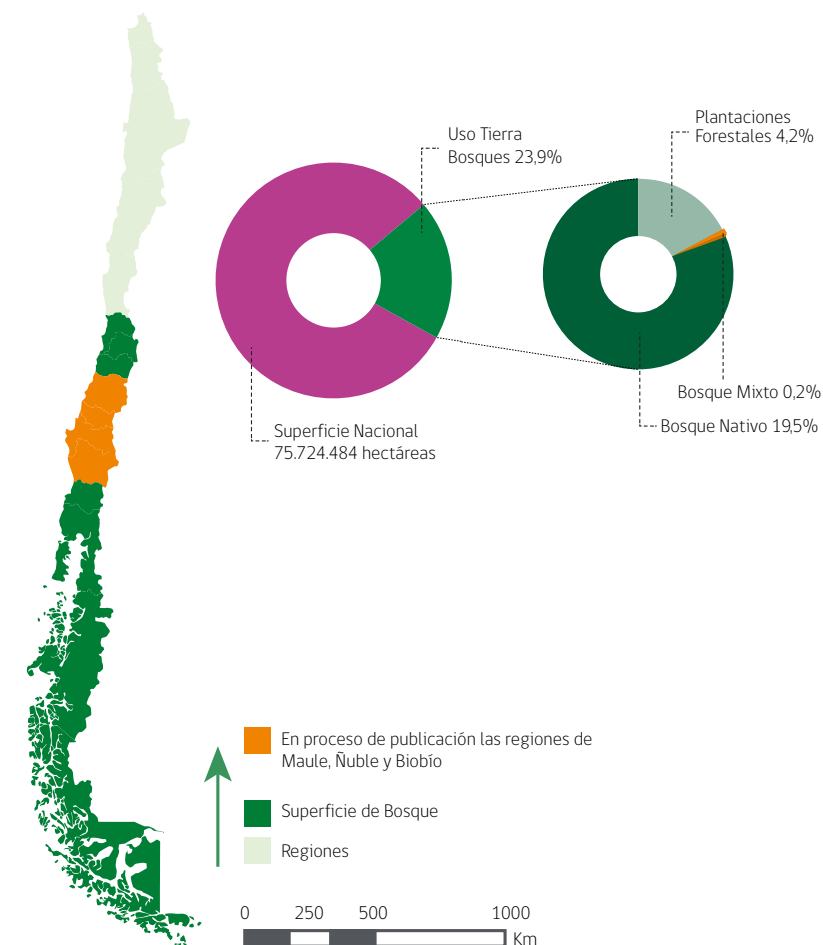 Plantaciones
Forestales 4,2%
Uso Tierra
Bosques 23,9%
Bosque Mixto 0,2%
Bosque Nativo 19,5%
Superficie Nacional
75.724.484 hectáreas
En proceso de publicación las regiones de
Maule, Ñuble y Biobío
Superficie de Bosque
Regiones
0 250 500 1000
Km